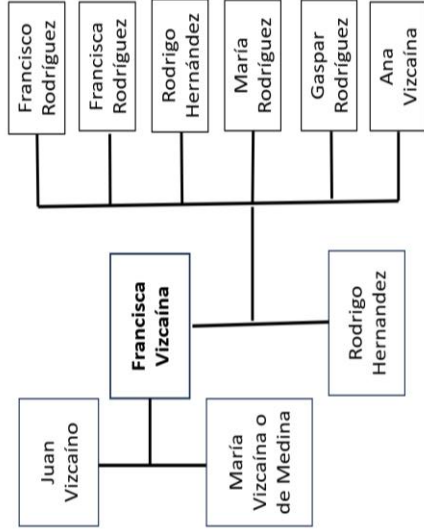 Juan
Vizcaíno
María
Vizcaína o
de Medina
Francisca
Vizcaína
Rodrigo
Hernandez
Francisco
Rodríguez
Francisca
Rodríguez
Rodrigo
Hernández
María
Rodríguez
Gaspar
Rodríguez
Ana
Vizcaína